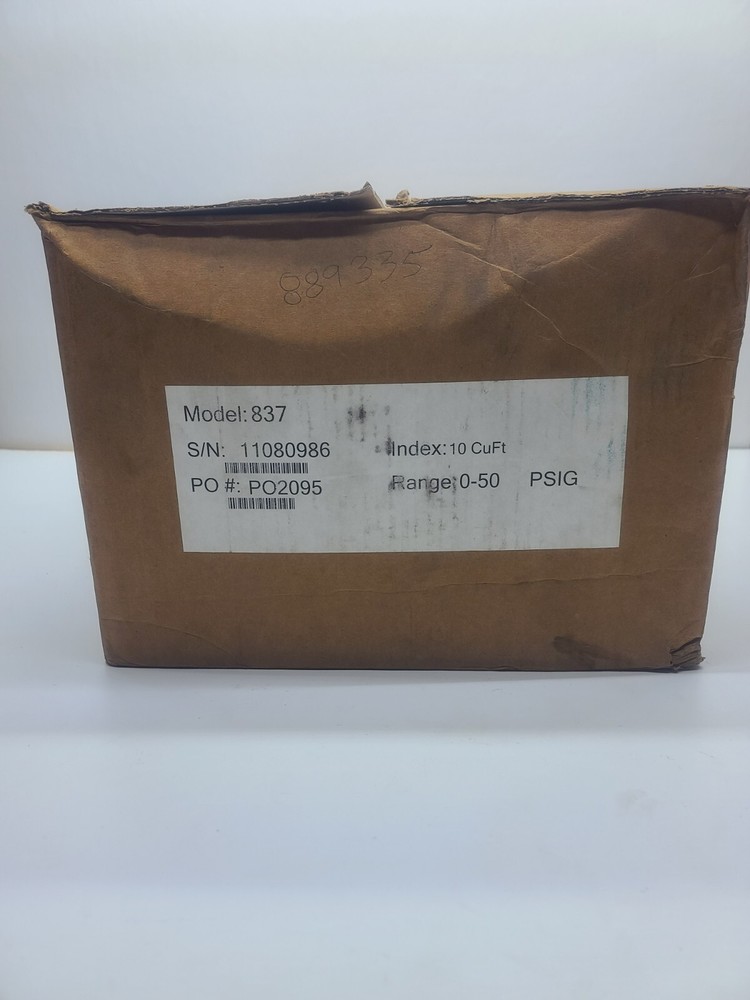 889335
Model: 837
S/N: 11080986 Index: 10 CuFt
PO #: PO2095 Range: 0-50 PSIG